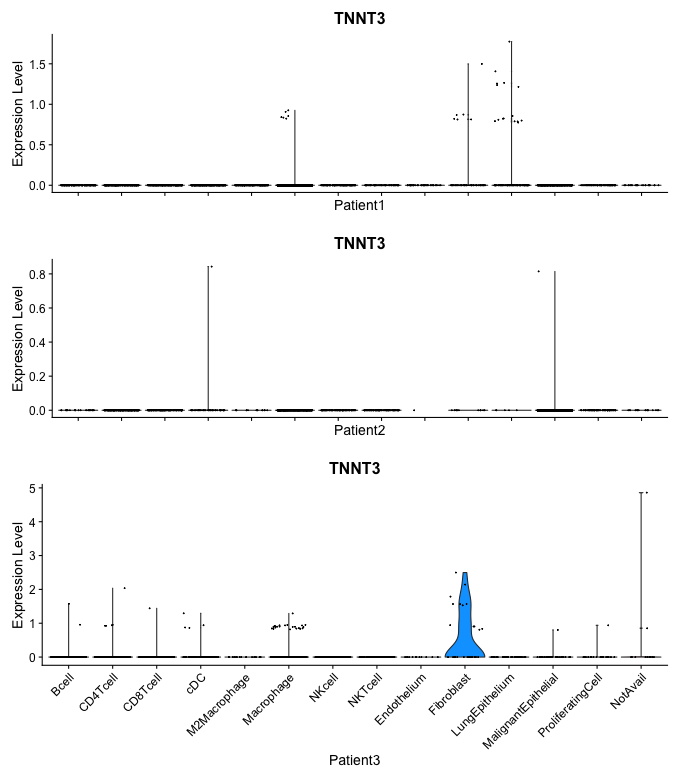 TNNT3
Expression Level
1.5
1.0
0.5
0.0
Patient1
TNNT3
Expression Level
0.8
0.6
0.4
0.2
0.0
Patient2
TNNT3
Expression Level
5
4
3
2
1
0
Bcell
CD4Tcell
CD8Tcell
cDC
M2Macrophage
Macrophage
NKcell
NKTcell
Endothelium
Fibroblast
LungEpithelium
MalignantEpithelial
ProliferatingCell
NotAvail
Patient3